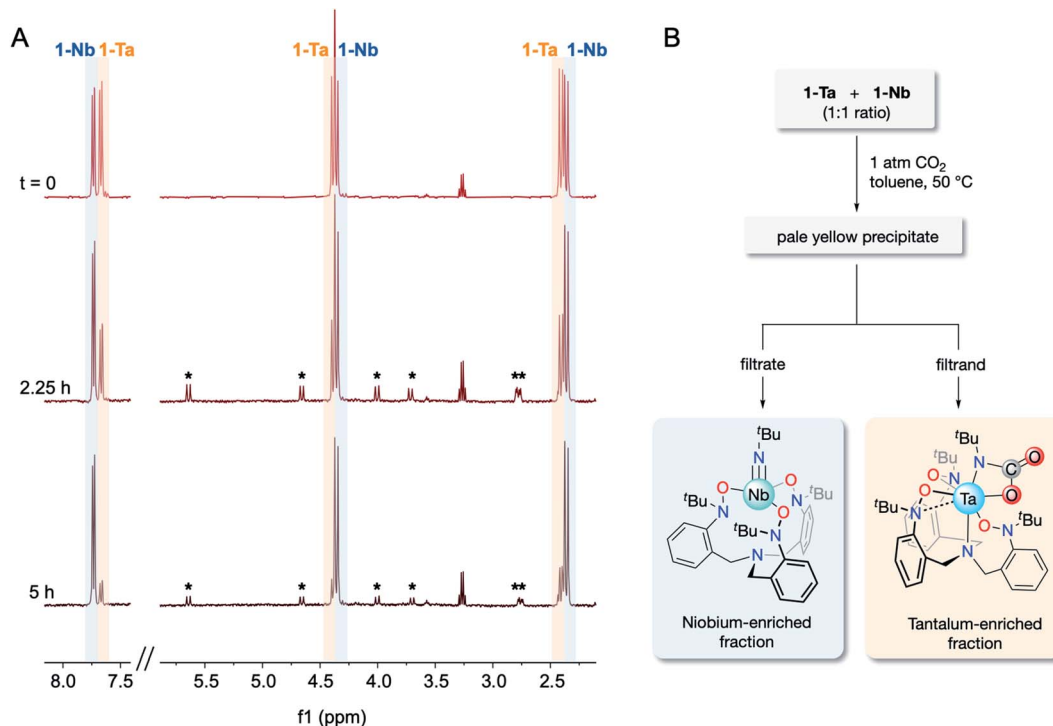 A
1-Nb 1-Ta
1-Ta 1-Nb
1-Ta 1-Nb
t = 0
2.25 h
* * * * **
5 h
* * * * **
8.0 7.5 // 5.5 5.0 4.5 4.0 3.5 3.0 2.5
f1 (ppm)
B
1-Ta + 1-Nb
(1:1 ratio)
1 atm CO₂
toluene, 50 °C
pale yellow precipitate
filtrate
filtrand
ᵗBu
N
O Nb O N ᵗBu
ᵗBu N O
ᵗBu N
N
Niobium-enriched
fraction
ᵗBu
ᵗBu N C O
O N Ta O
O
ᵗBu N O N ᵗBu
N
Tantalum-enriched
fraction